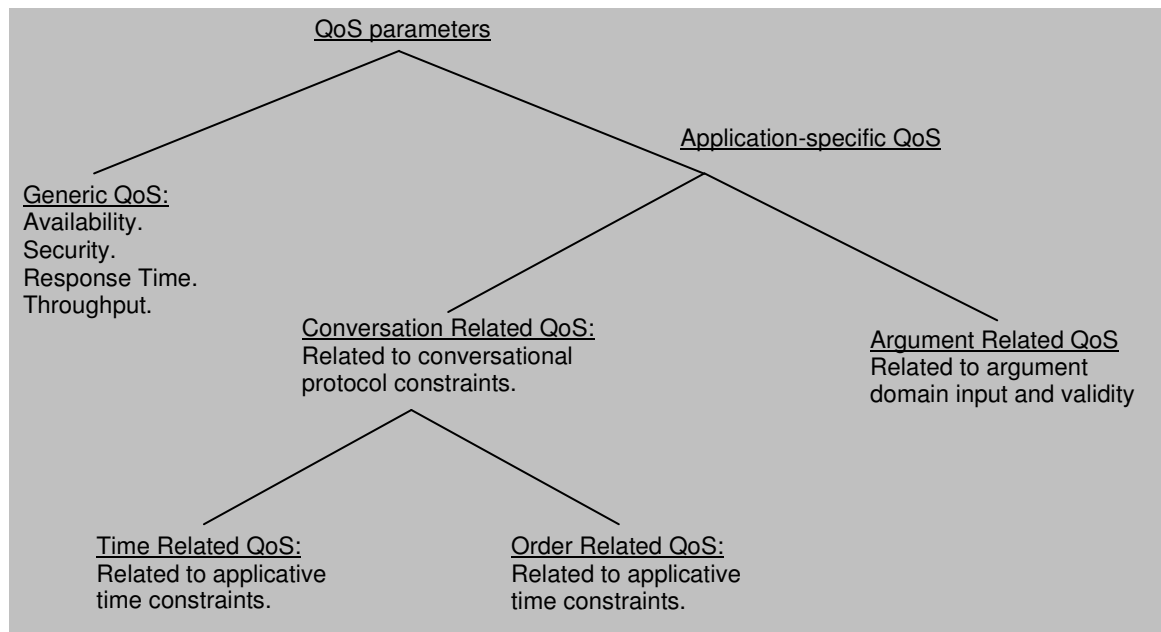 QoS parameters
Application-specific QoS
Generic QoS:
Availability.
Security.
Response Time.
Throughput.
Conversation Related QoS:
Related to conversational
protocol constraints.
Argument Related QoS
Related to argument
domain input and validity
Time Related QoS:
Related to applicative
time constraints.
Order Related QoS:
Related to applicative
time constraints.